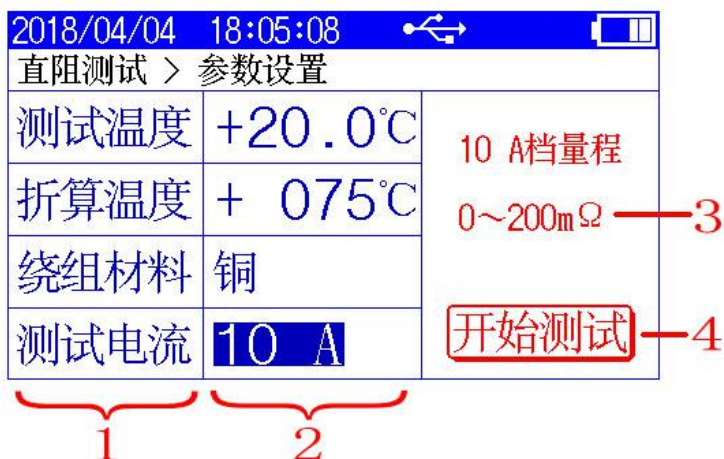 2018/04/04 18:05:08
直阻测试 > 参数设置
测试温度 +20.0℃
折算温度 + 075℃
绕组材料 铜
测试电流 10 A
10 A档量程
0～200mΩ 3
开始测试 4
1 2